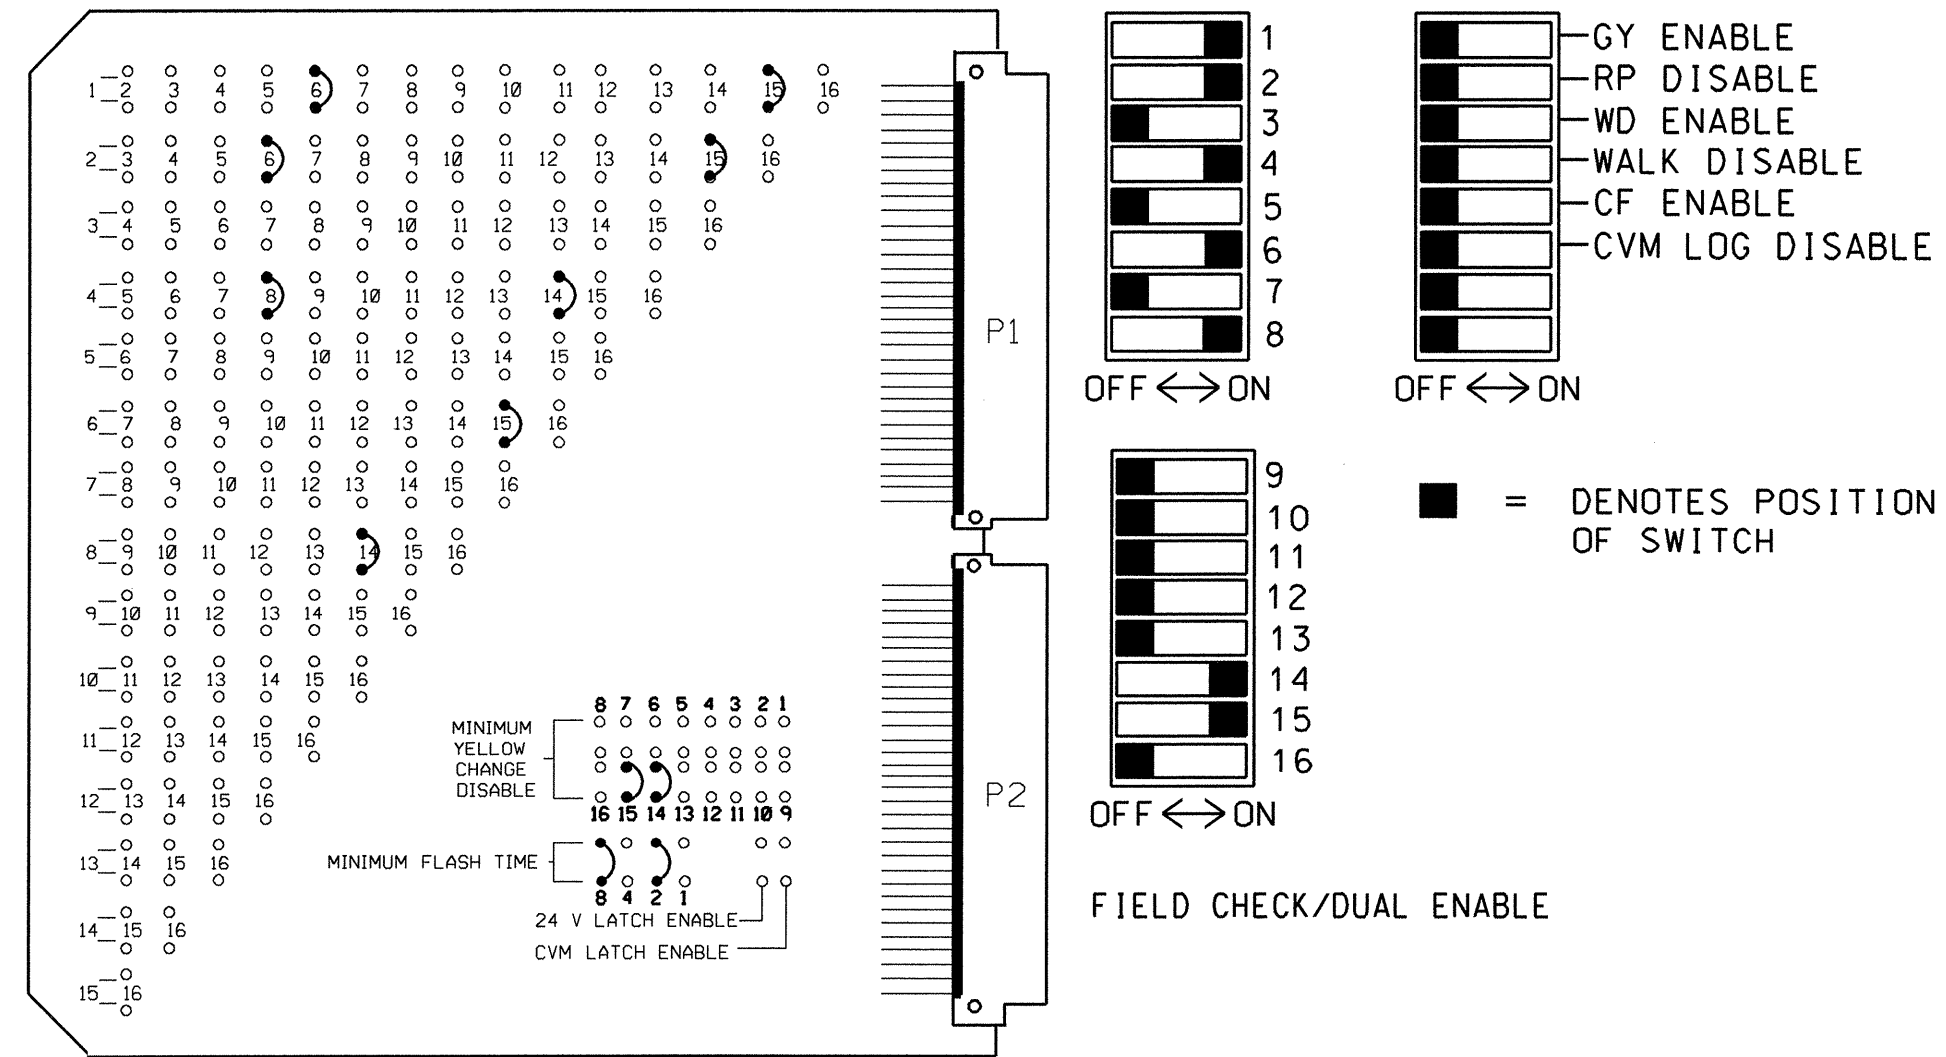 1 2 3 4 5 6 7 8 9 10 11 12 13 14 15 16
2 3 4 5 6 7 8 9 10 11 12 13 14 15 16
3 4 5 6 7 8 9 10 11 12 13 14 15 16
4 5 6 7 8 9 10 11 12 13 14 15 16
5 6 7 8 9 10 11 12 13 14 15 16
6 7 8 9 10 11 12 13 14 15 16
7 8 9 10 11 12 13 14 15 16
8 9 10 11 12 13 14 15 16
9 10 11 12 13 14 15 16
10 11 12 13 14 15 16
11 12 13 14 15 16
12 13 14 15 16
13 14 15 16
14 15 16
15 16
8 7 6 5 4 3 2 1
MINIMUM
YELLOW
CHANGE
DISABLE
16 15 14 13 12 11 10 9
MINIMUM FLASH TIME
8 4 2 1
24 V LATCH ENABLE
CVM LATCH ENABLE
P1
P2
1
2
3
4
5
6
7
8
OFF ON
GY ENABLE
RP DISABLE
WD ENABLE
WALK DISABLE
CF ENABLE
CVM LOG DISABLE
OFF ON
9
10
11
12
13
14
15
16
OFF ON
= DENOTES POSITION
OF SWITCH
FIELD CHECK/DUAL ENABLE